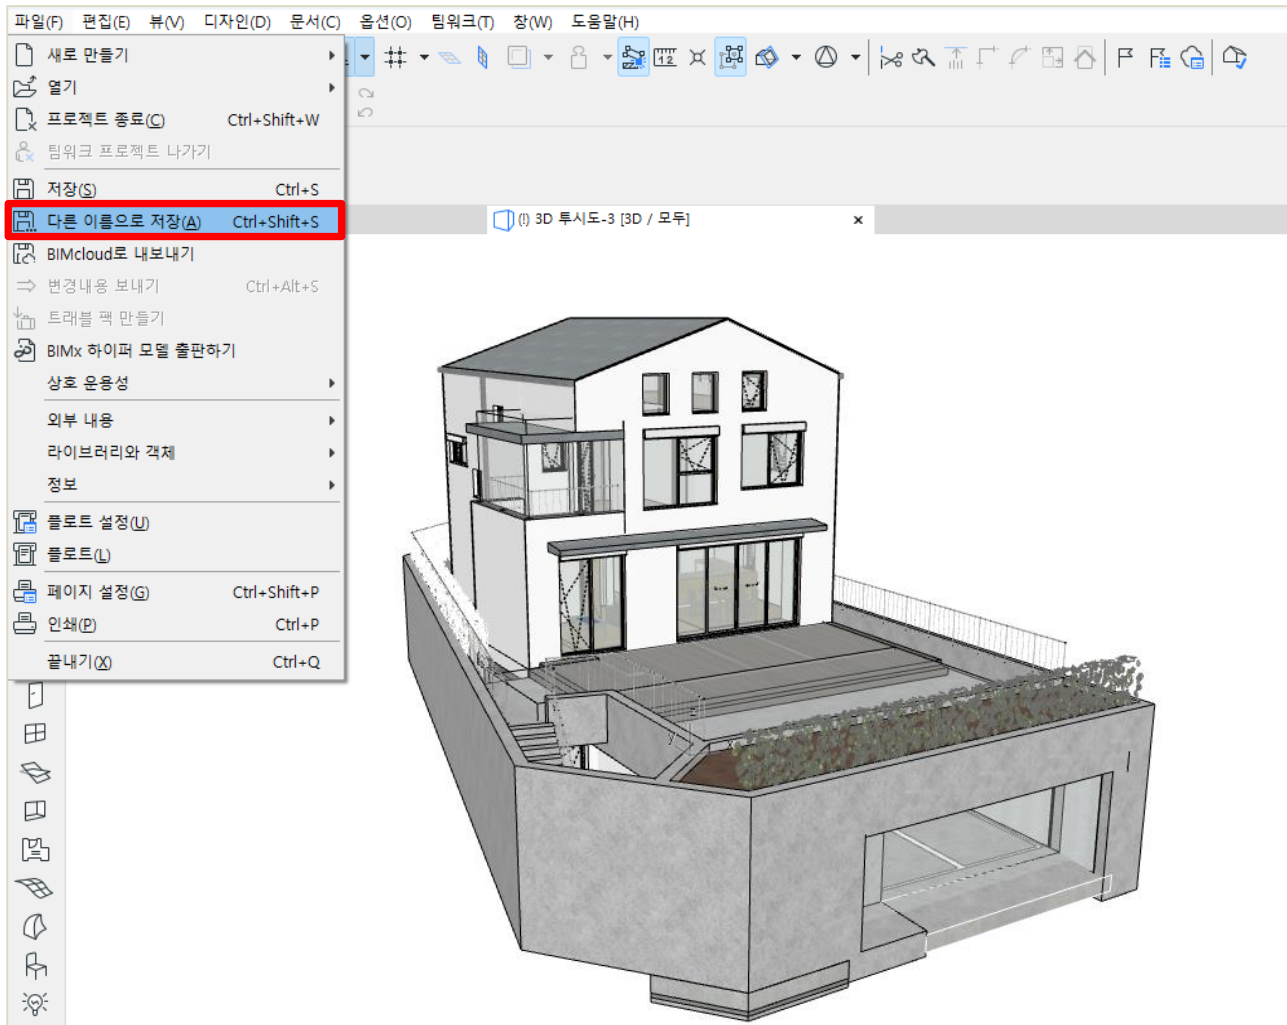 파일(F) 편집(E) 뷰(V) 디자인(D) 문서(C) 옵션(O) 팀워크(T) 창(W) 도움말(H)
새로 만들기
열기
프로젝트 종료(C) Ctrl+Shift+W
팀워크 프로젝트 나가기
저장(S) Ctrl+S
다른 이름으로 저장(A) Ctrl+Shift+S
BIMcloud로 내보내기
변경내용 보내기 Ctrl+Alt+S
트래블 팩 만들기
BIMx 하이퍼 모델 출판하기
상호 운용성
외부 내용
라이브러리와 객체
정보
플로트 설정(U)
플로트(L)
페이지 설정(G) Ctrl+Shift+P
인쇄(P) Ctrl+P
끝내기(X) Ctrl+Q
(!) 3D 투시도-3 [3D / 모두]